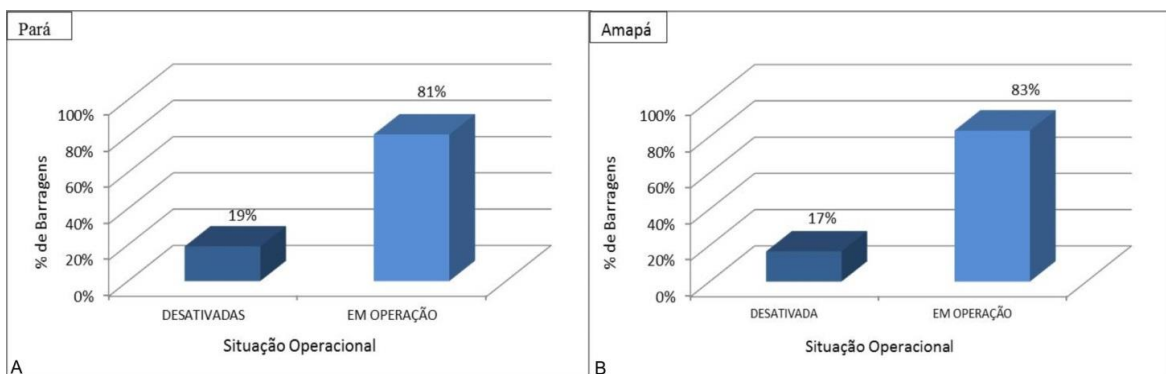 Pará
% de Barragens
100%
80%
60%
40%
20%
0%
19%
81%
DESATIVADAS
EM OPERAÇÃO
Situação Operacional
A
Amapá
% de Barragens
100%
80%
60%
40%
20%
0%
17%
83%
DESATIVADA
EM OPERAÇÃO
Situação Operacional
B